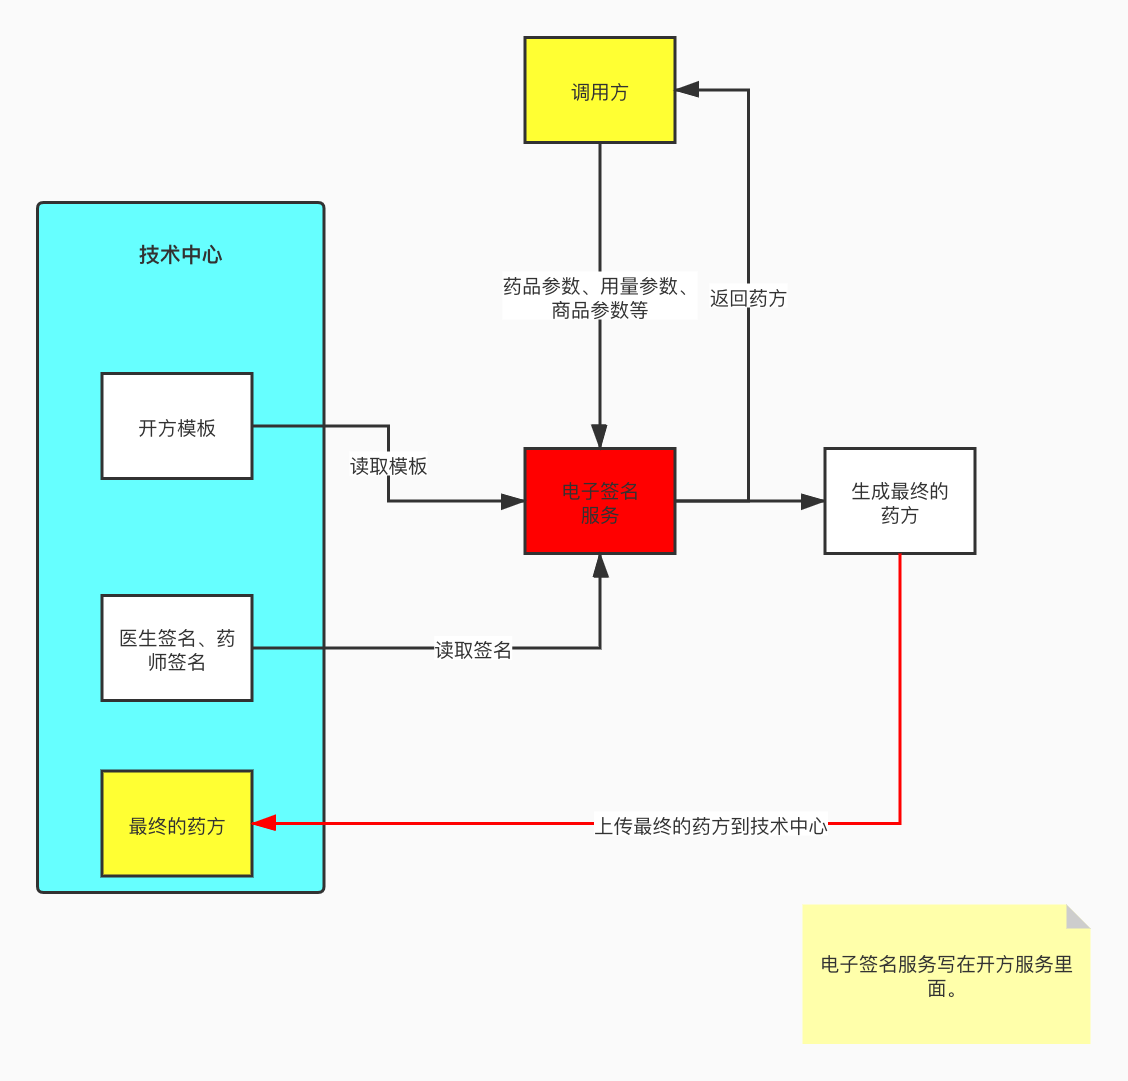 调用方
技术中心
药品参数、用量参数、
商品参数等
返回药方
开方模板
读取模板
电子签名
服务
生成最终的
药方
医生签名、药
师签名
读取签名
最终的药方
上传最终的药方到技术中心
电子签名服务写在开方服务里
面。